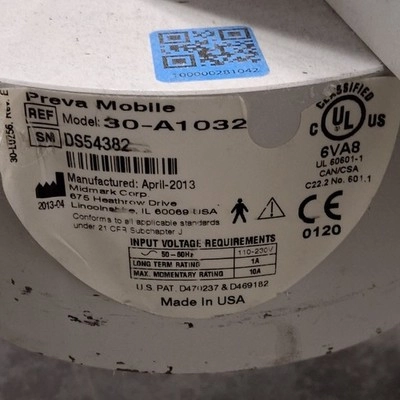 100000281042
Preva Mobile
REF Model: 30-A1032
SN DS54382
30-L0256, Rev. E
Manufactured: April-2013
2013-04
Midmark Corp.
675 Heathrow Drive
Lincolnshire, IL 60069 USA
Conforms to all applicable standards
under 21 CFR Subchapter J
CLASSIFIED
C UL US
6VA8
UL 60601-1
CAN/CSA
C22.2 No. 601.1
CE
0120
INPUT VOLTAGE REQUIREMENTS
50-60Hz 110-230V
LONG TERM RATING 1A
MAX. MOMENTARY RATING 10A
U.S. PAT. D470237 & D469182
Made In USA